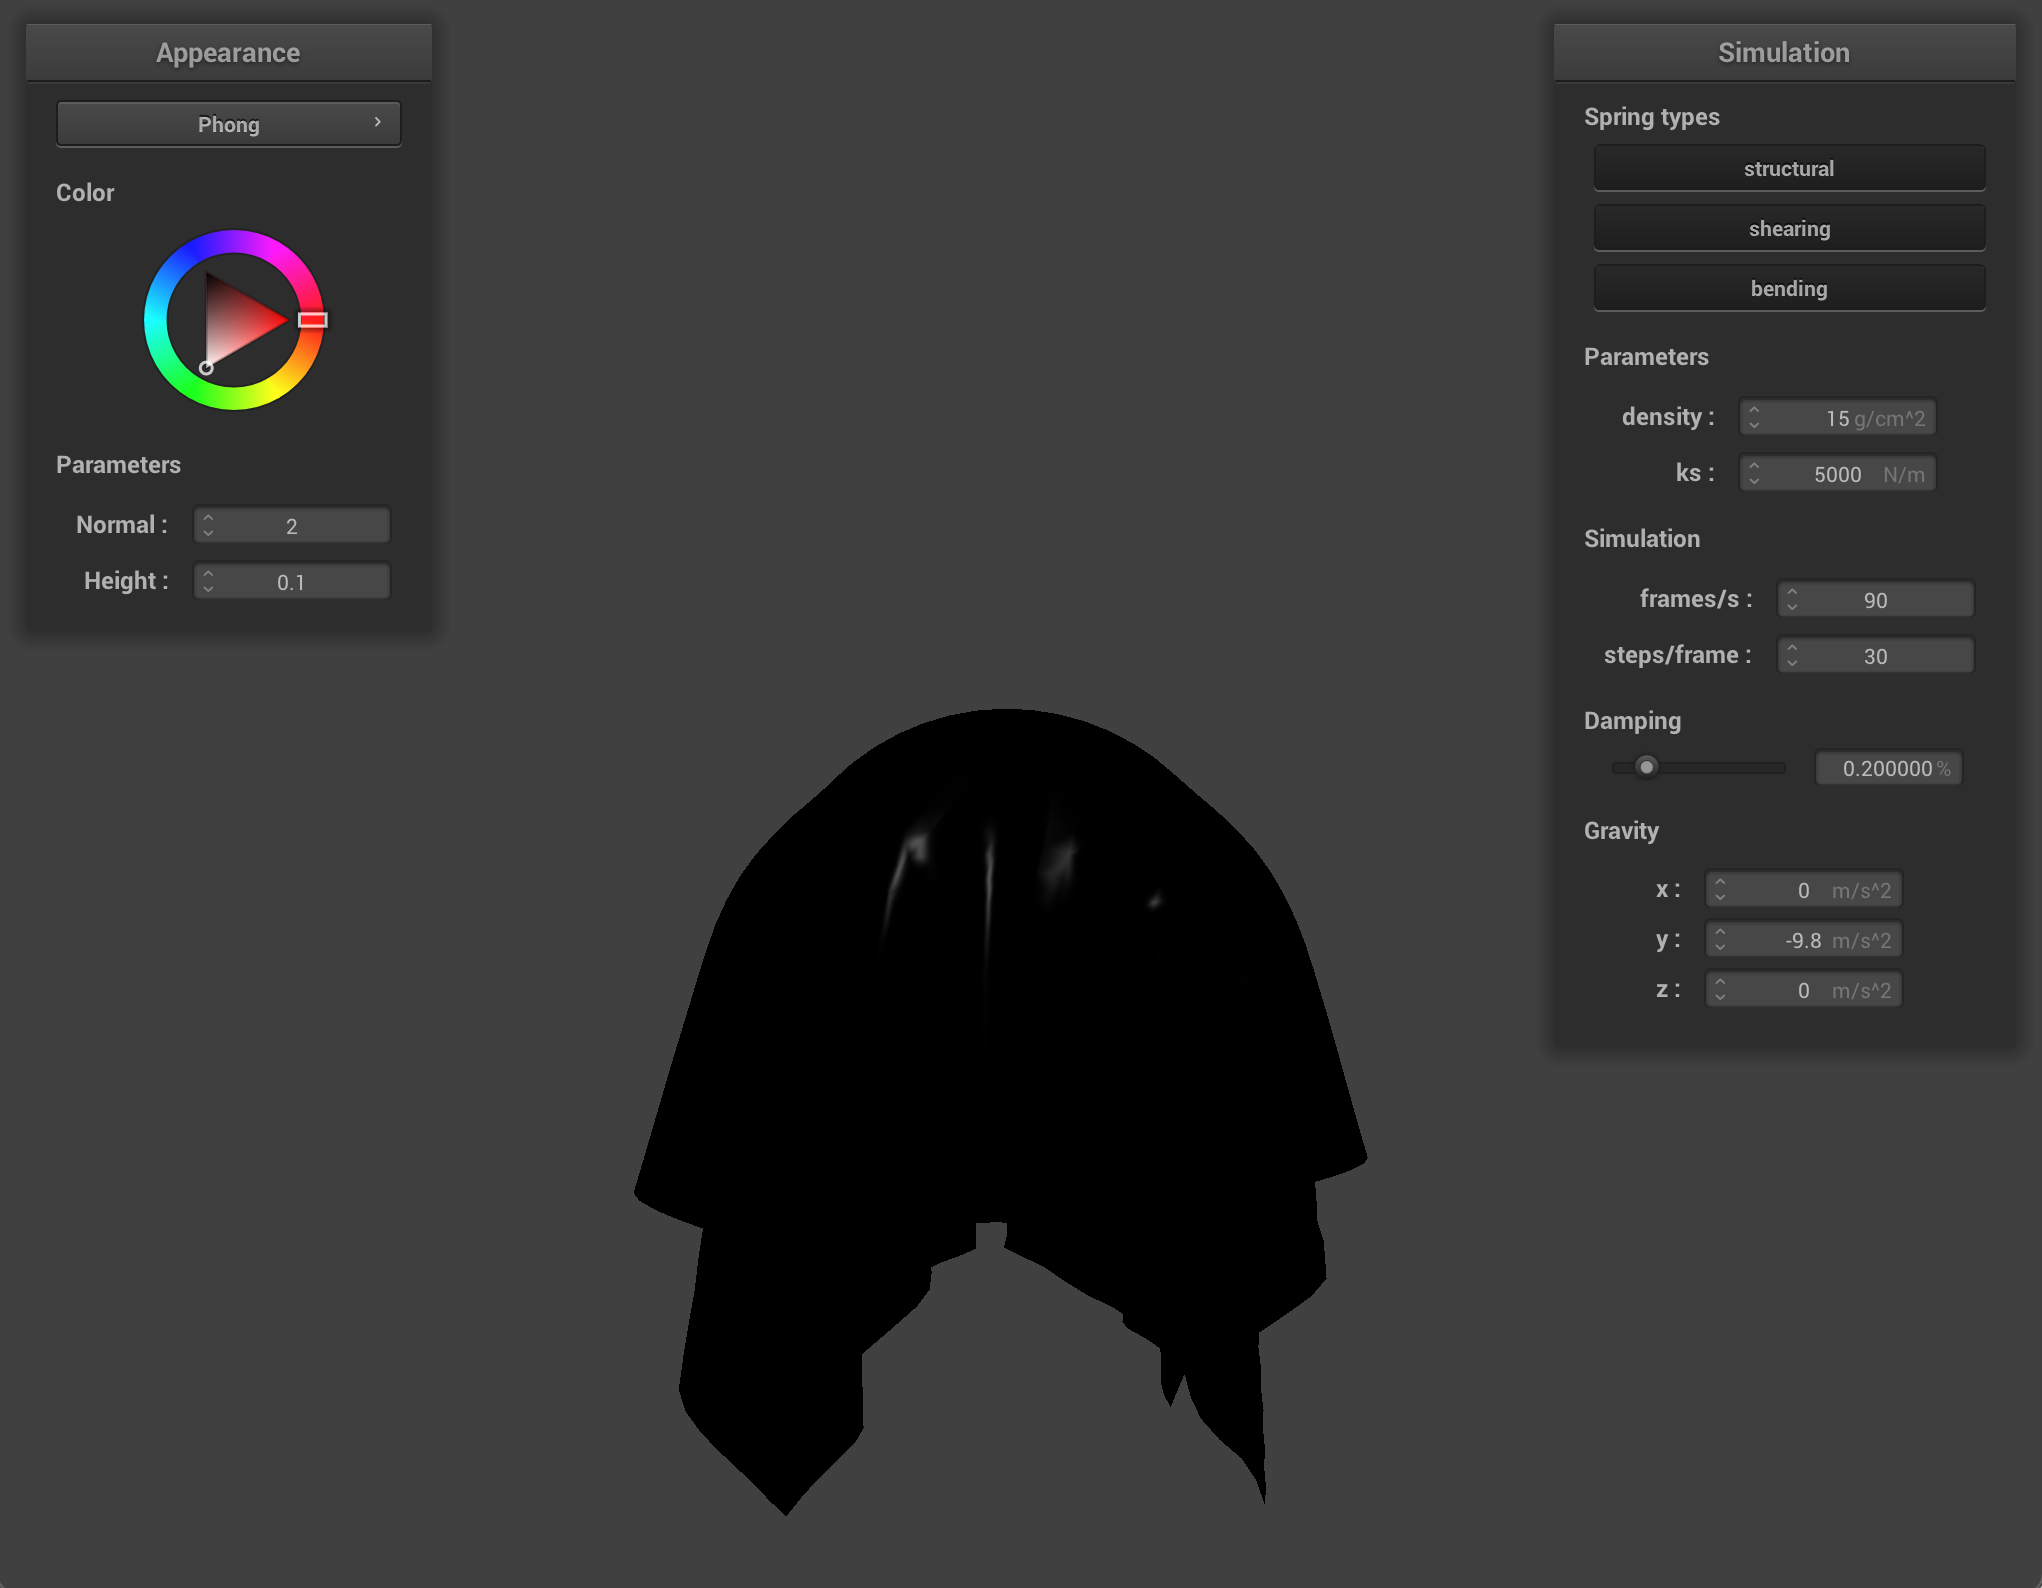 Appearance
Phong
Color
Parameters
Normal : 2
Height : 0.1
Simulation
Spring types
structural
shearing
bending
Parameters
density : 15 g/cm^2
ks : 5000 N/m
Simulation
frames/s : 90
steps/frame : 30
Damping
0.200000 %
Gravity
x : 0 m/s^2
y : -9.8 m/s^2
z : 0 m/s^2